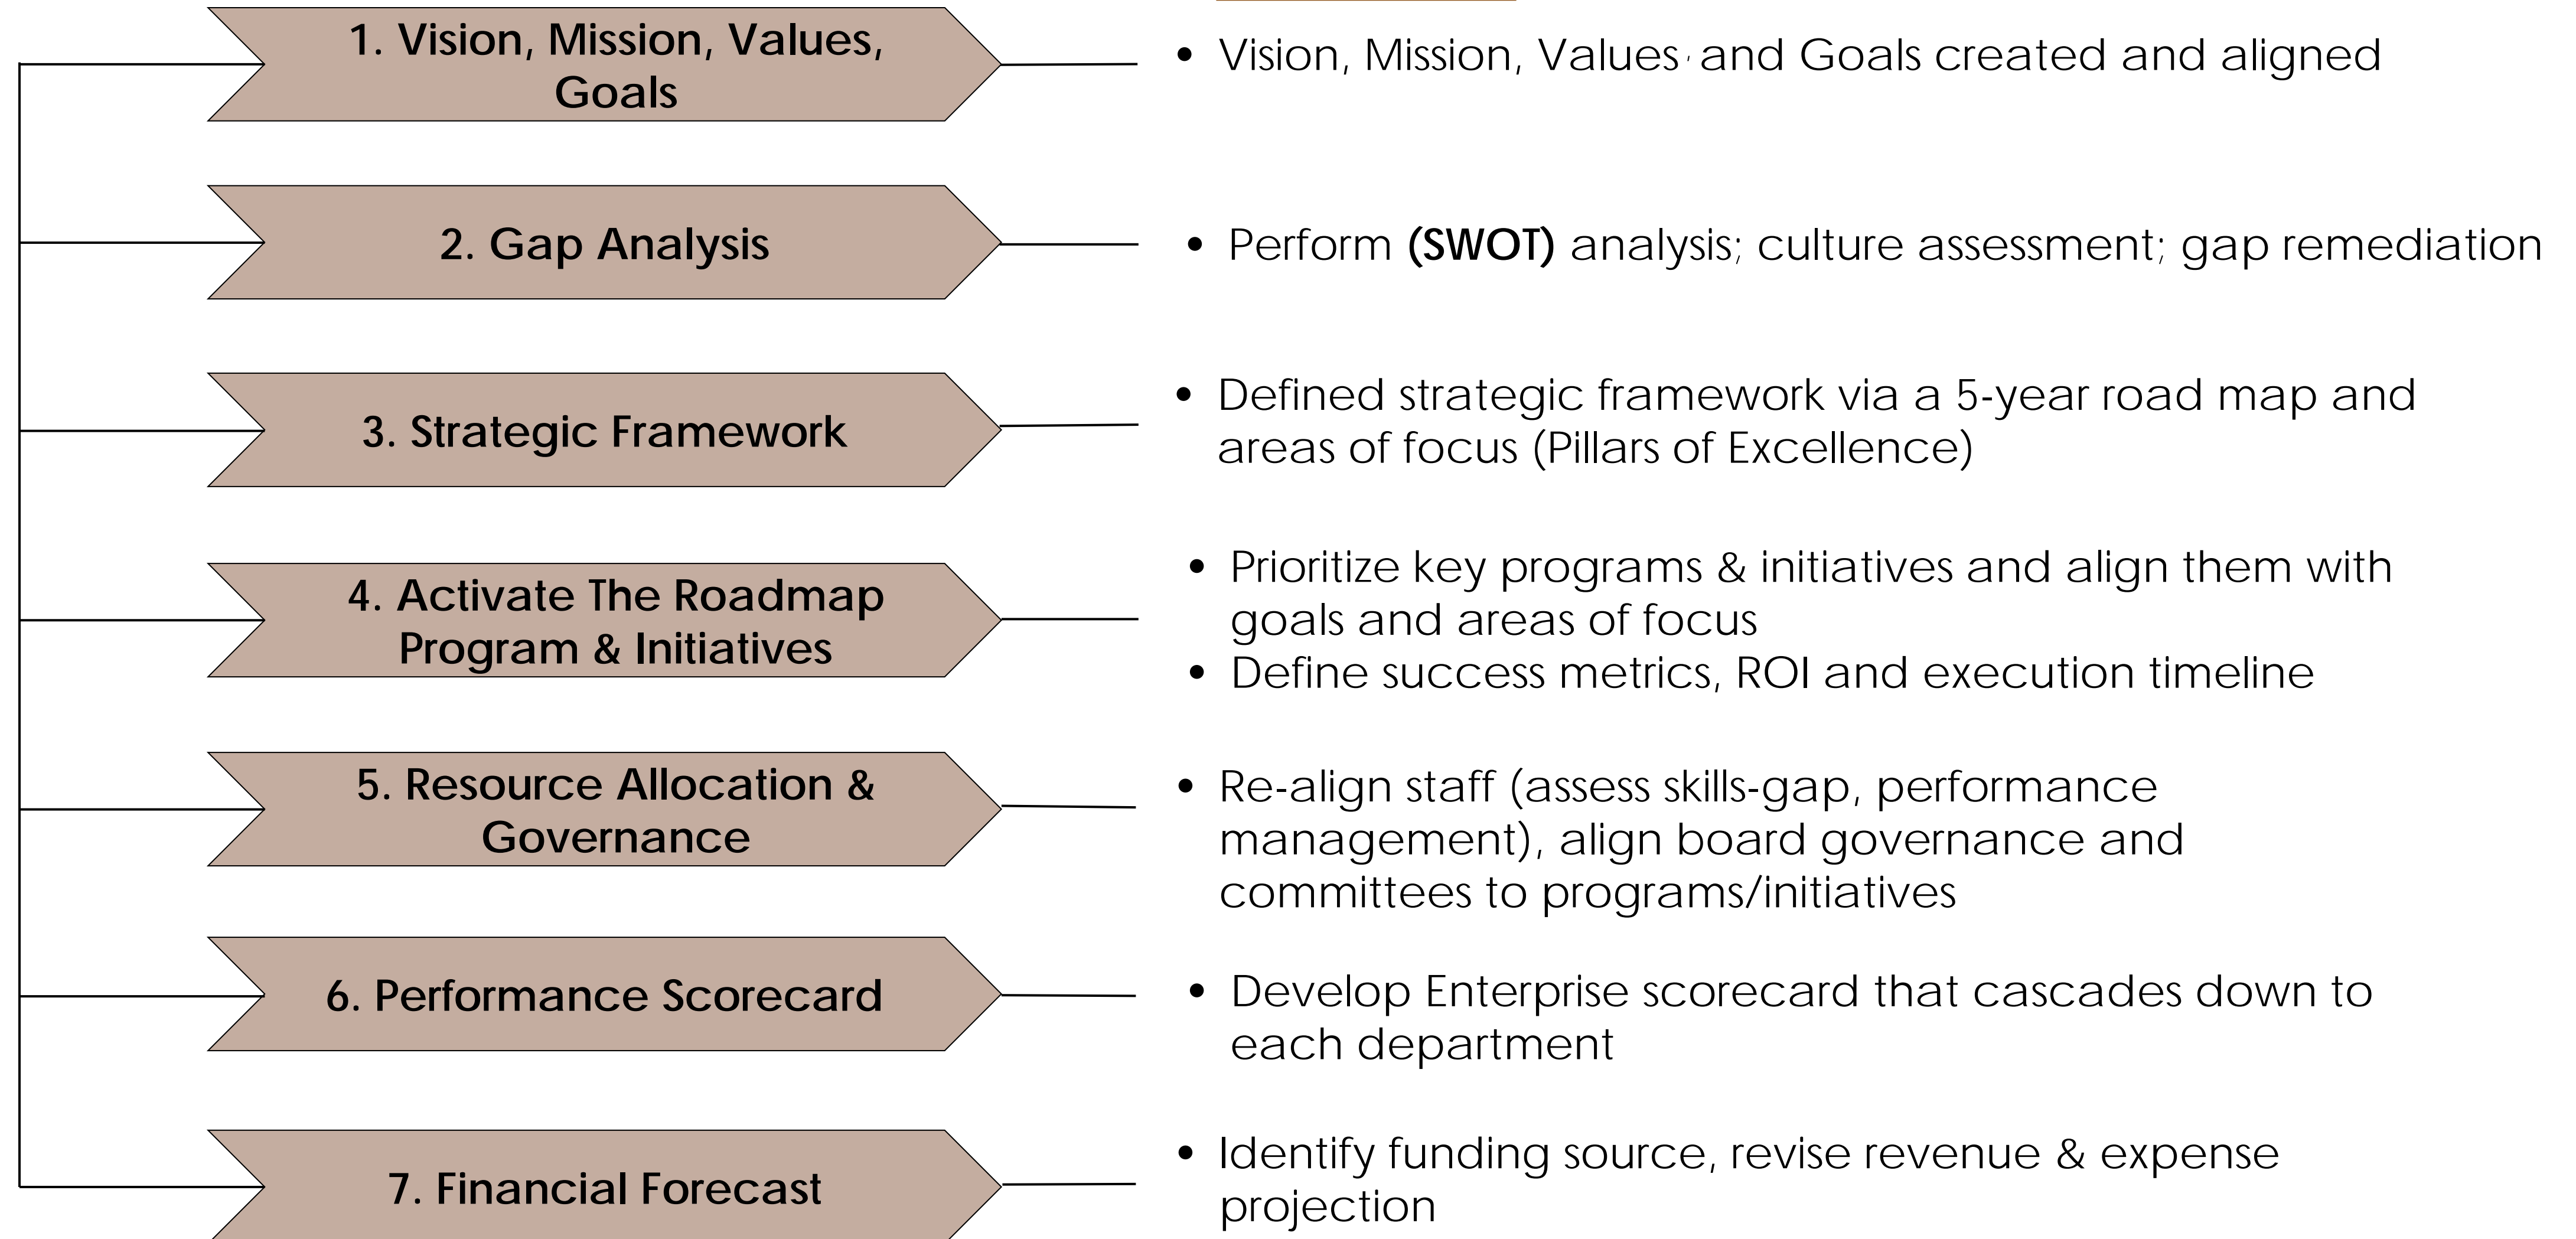 1. Vision, Mission, Values,
Goals
• Vision, Mission, Values, and Goals created and aligned
2. Gap Analysis
• Perform (SWOT) analysis; culture assessment; gap remediation
3. Strategic Framework
• Defined strategic framework via a 5-year road map and
areas of focus (Pillars of Excellence)
4. Activate The Roadmap
Program & Initiatives
• Prioritize key programs & initiatives and align them with
goals and areas of focus
• Define success metrics, ROI and execution timeline
5. Resource Allocation &
Governance
• Re-align staff (assess skills-gap, performance
management), align board governance and
committees to programs/initiatives
6. Performance Scorecard
• Develop Enterprise scorecard that cascades down to
each department
7. Financial Forecast
• Identify funding source, revise revenue & expense
projection